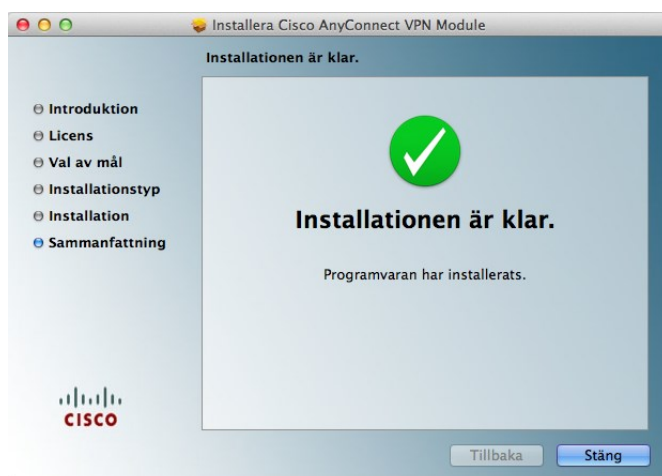 Installera Cisco AnyConnect VPN Module
Installationen är klar.
Introduktion
Licens
Val av mål
Installationstyp
Installation
Sammanfattning
Installationen är klar.
Programvaran har installerats.
CISCO
Tillbaka
Stäng